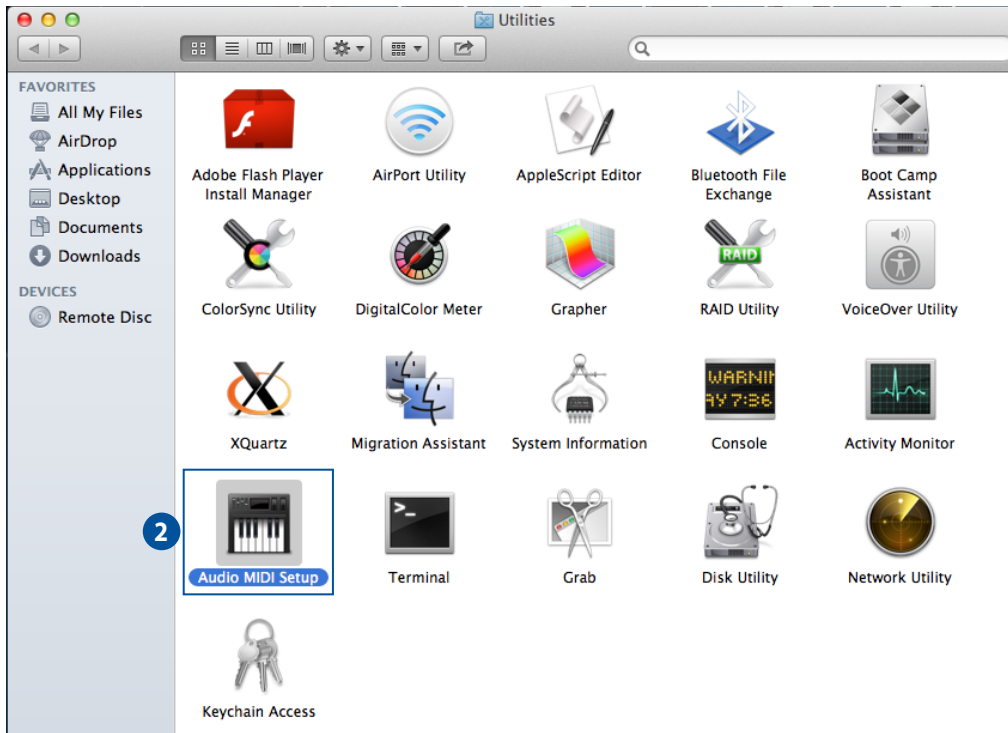 Utilities
FAVORITES
All My Files
AirDrop
Applications
Desktop
Documents
Downloads
DEVICES
Remote Disc
Adobe Flash Player
Install Manager
AirPort Utility
AppleScript Editor
Bluetooth File
Exchange
Boot Camp
Assistant
ColorSync Utility
DigitalColor Meter
Grapher
RAID
RAID Utility
VoiceOver Utility
XQuartz
Migration Assistant
System Information
WARNIN
AY 7:36
Console
Activity Monitor
2
Audio MIDI Setup
>_
Terminal
Grab
Disk Utility
Network Utility
Keychain Access